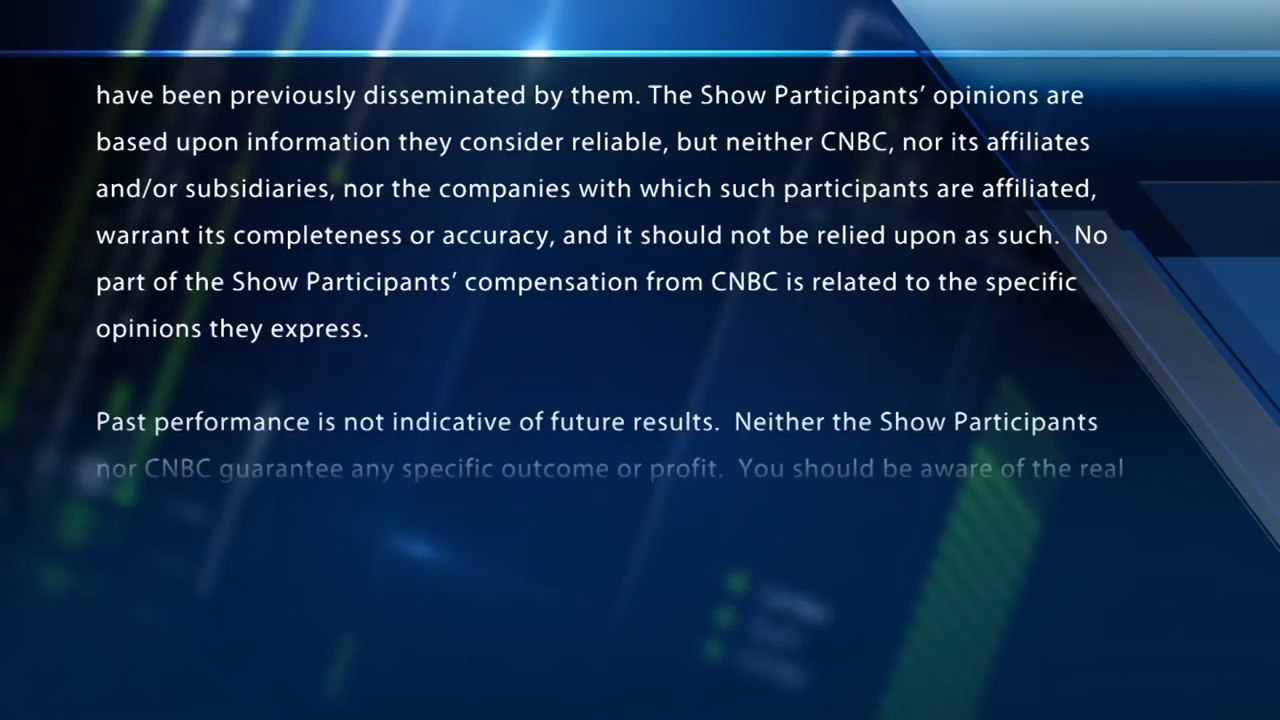 have been previously disseminated by them. The Show Participants’ opinions are
based upon information they consider reliable, but neither CNBC, nor its affiliates
and/or subsidiaries, nor the companies with which such participants are affiliated,
warrant its completeness or accuracy, and it should not be relied upon as such.  No
part of the Show Participants’ compensation from CNBC is related to the specific
opinions they express.
Past performance is not indicative of future results.  Neither the Show Participants
nor CNBC guarantee any specific outcome or profit.  You should be aware of the real